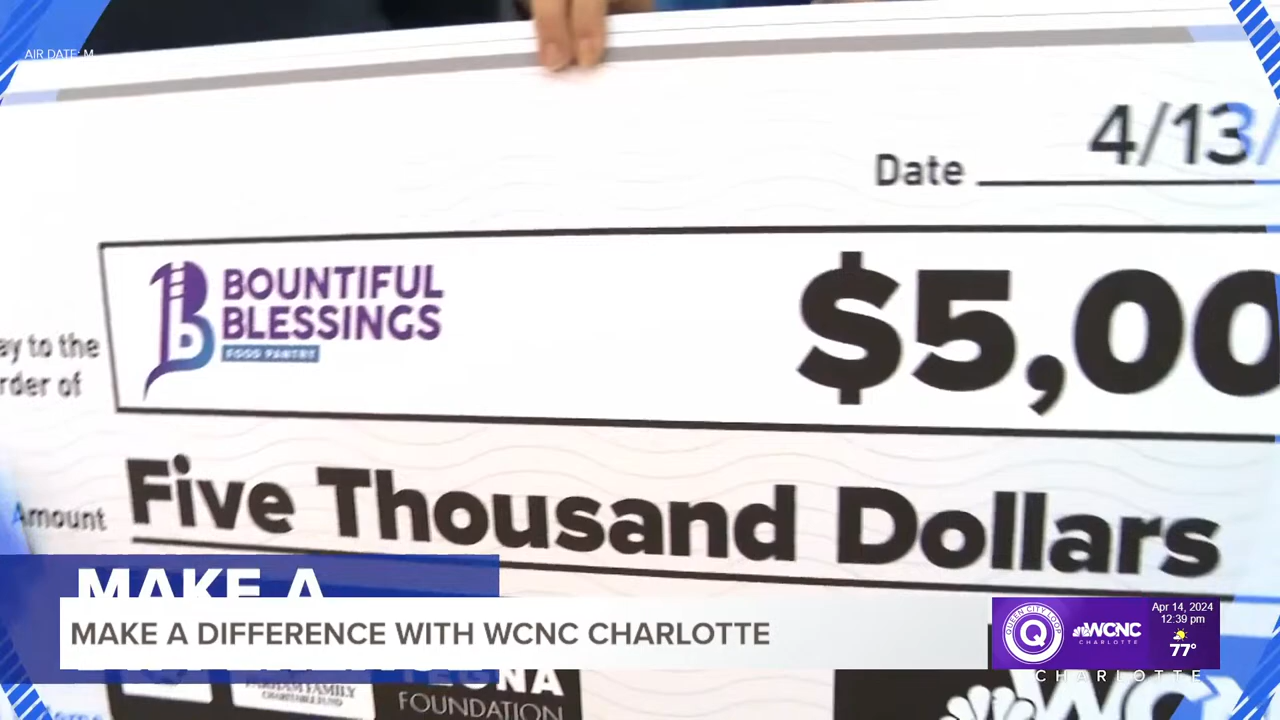 AIR DATE: M
4/13/
Date
BOUNTIFUL
BLESSINGS
FOOD PANTRY
$5,00
ay to the
rder of
Five Thousand Dollars
Amount
MAKE A
MAKE A DIFFERENCE WITH WCNC CHARLOTTE
QUEEN CITY LOOP
Q
WCNC
CHARLOTTE
Apr 14, 2024
12:39 pm
77°
CHARLOTTE
TEGNA
FOUNDATION
FAMILY
WC